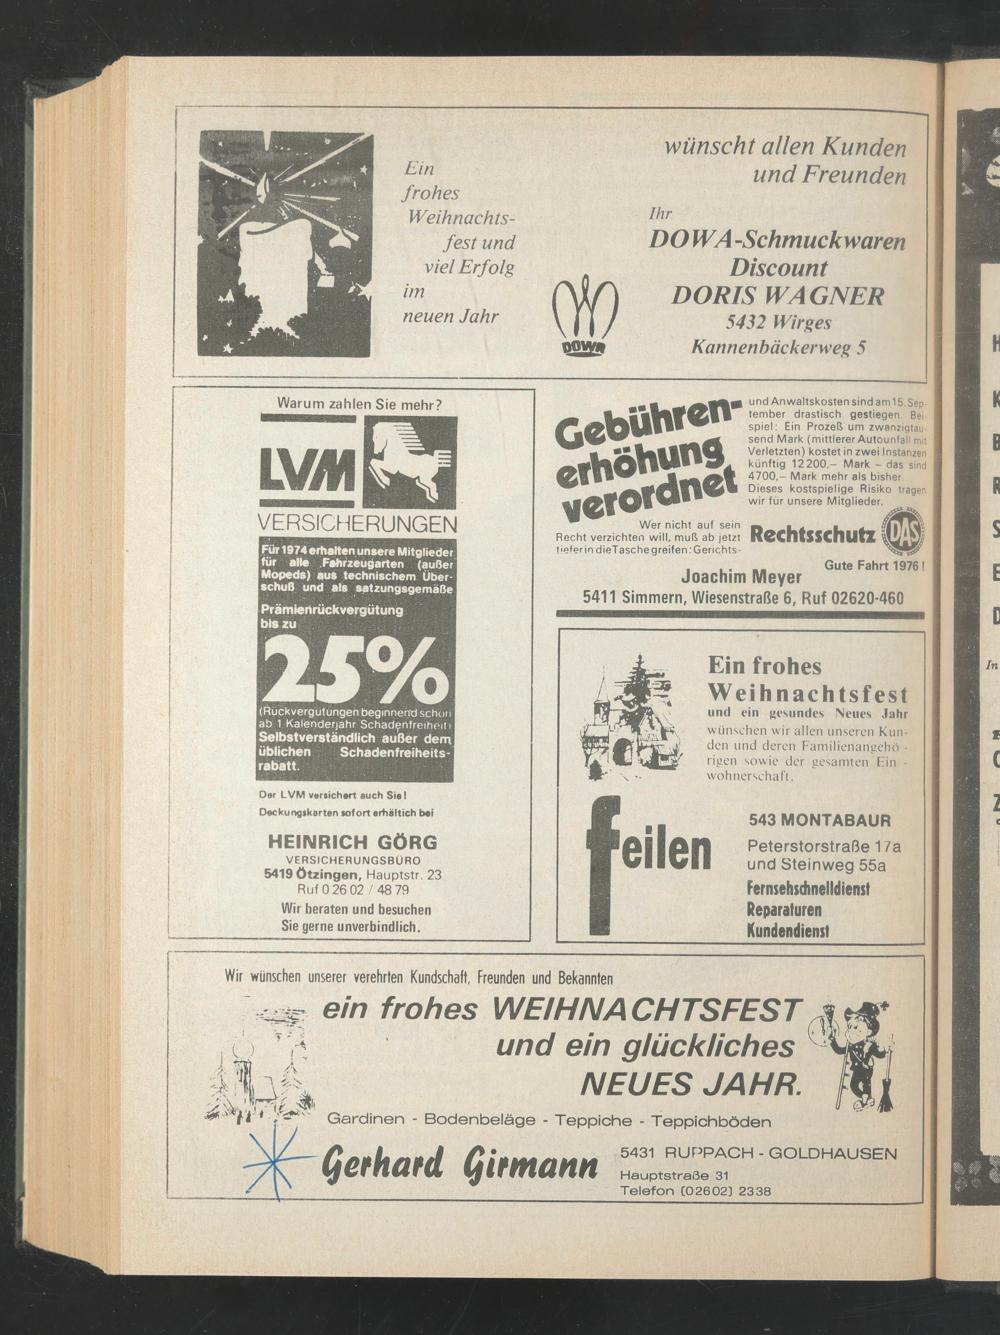 Ein
frohes
Weihnachts-
fest und
viel Erfolg
im
neuen Jahr
wünscht allen Kunden
und Freunden
Ihr
DOWA-Schmuckwaren
Discount
DORIS WAGNER
5432 Wirges
Kannenbäckerweg 5
DOWA
Warum zahlen Sie mehr?
LVM
VERSICHERUNGEN
Für 1974 erhalten unsere Mitglieder
für alle Fahrzeugarten (außer
Mopeds) aus technischem Über-
schuß und als satzungsgemäße
Prämienrückvergütung
bis zu
25%
(Rückvergütungen beginnend schon
ab 1 Kalenderjahr Schadenfreiheit)
Selbstverständlich außer dem
üblichen Schadenfreiheits-
rabatt.
Der LVM versichert auch Sie!
Deckungskarten sofort erhältich bei
HEINRICH GÖRG
VERSICHERUNGSBÜRO
5419 Ötzingen, Hauptstr. 23
Ruf 0 26 02 / 48 79
Wir beraten und besuchen
Sie gerne unverbindlich.
Gebühren-
erhöhung
verordnet
Wer nicht auf sein
Recht verzichten will, muß ab jetzt
tiefer in die Tasche greifen: Gerichts-
und Anwaltskosten sind am 15. Sep-
tember drastisch gestiegen. Bei-
spiel: Ein Prozeß um zwanzigtau-
send Mark (mittlerer Autounfall mit
Verletzten) kostet in zwei Instanzen
künftig 12 200,– Mark – das sind
4700,– Mark mehr als bisher.
Dieses kostspielige Risiko tragen
wir für unsere Mitglieder.
Rechtsschutz DAS
Gute Fahrt 1976!
Joachim Meyer
5411 Simmern, Wiesenstraße 6, Ruf 02620-460
Ein frohes
Weihnachtsfest
und ein gesundes Neues Jahr
wünschen wir allen unseren Kun-
den und deren Familienangehö -
rigen sowie der gesamten Ein -
wohnerschaft.
feilen
543 MONTABAUR
Peterstorstraße 17a
und Steinweg 55a
Fernsehschnelldienst
Reparaturen
Kundendienst
Wir wünschen unserer verehrten Kundschaft, Freunden und Bekannten
ein frohes WEIHNACHTSFEST
und ein glückliches
NEUES JAHR.
Gardinen - Bodenbeläge - Teppiche - Teppichböden
Gerhard Girmann
5431 RUPPACH - GOLDHAUSEN
Hauptstraße 31
Telefon (02602) 2338